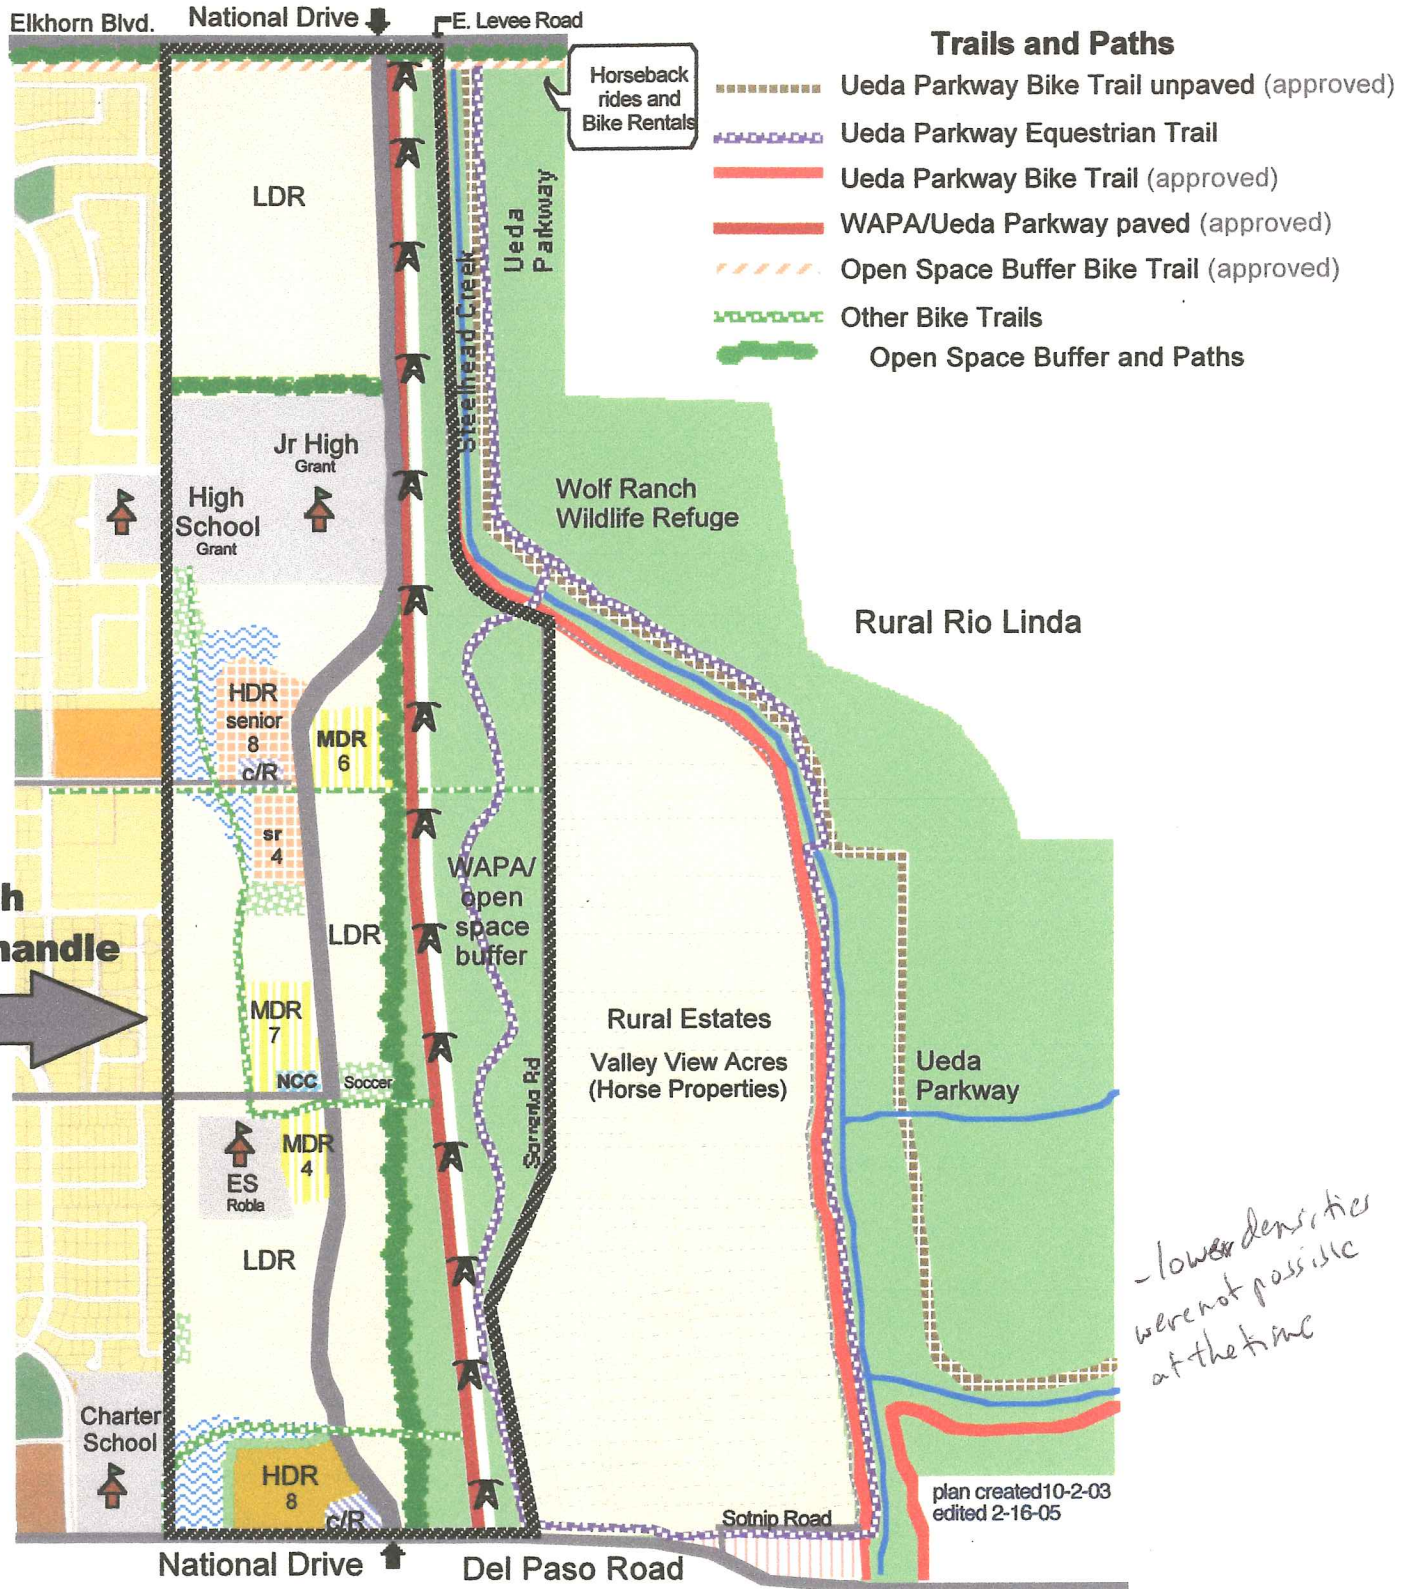 Elkhorn Blvd.
National Drive
E. Levee Road
Horseback
rides and
Bike Rentals
Trails and Paths
Ueda Parkway Bike Trail unpaved (approved)
Ueda Parkway Equestrian Trail
Ueda Parkway Bike Trail (approved)
WAPA/Ueda Parkway paved (approved)
Open Space Buffer Bike Trail (approved)
Other Bike Trails
Open Space Buffer and Paths
LDR
Ueda
Parkway
Steelhead Creek
Jr High
Grant
High
School
Grant
Wolf Ranch
Wildlife Refuge
Rural Rio Linda
HDR
senior
8
c/R
MDR
6
sr
4
WAPA/
open
space
buffer
h
handle
LDR
MDR
7
NCC
Soccer
Rural Estates
Valley View Acres
(Horse Properties)
Ueda
Parkway
Sorrento Rd
MDR
4
ES
Robla
LDR
- lower densities
were not possible
at the time
Charter
School
HDR
8
c/R
plan created10-2-03
edited 2-16-05
Sotnip Road
National Drive
Del Paso Road